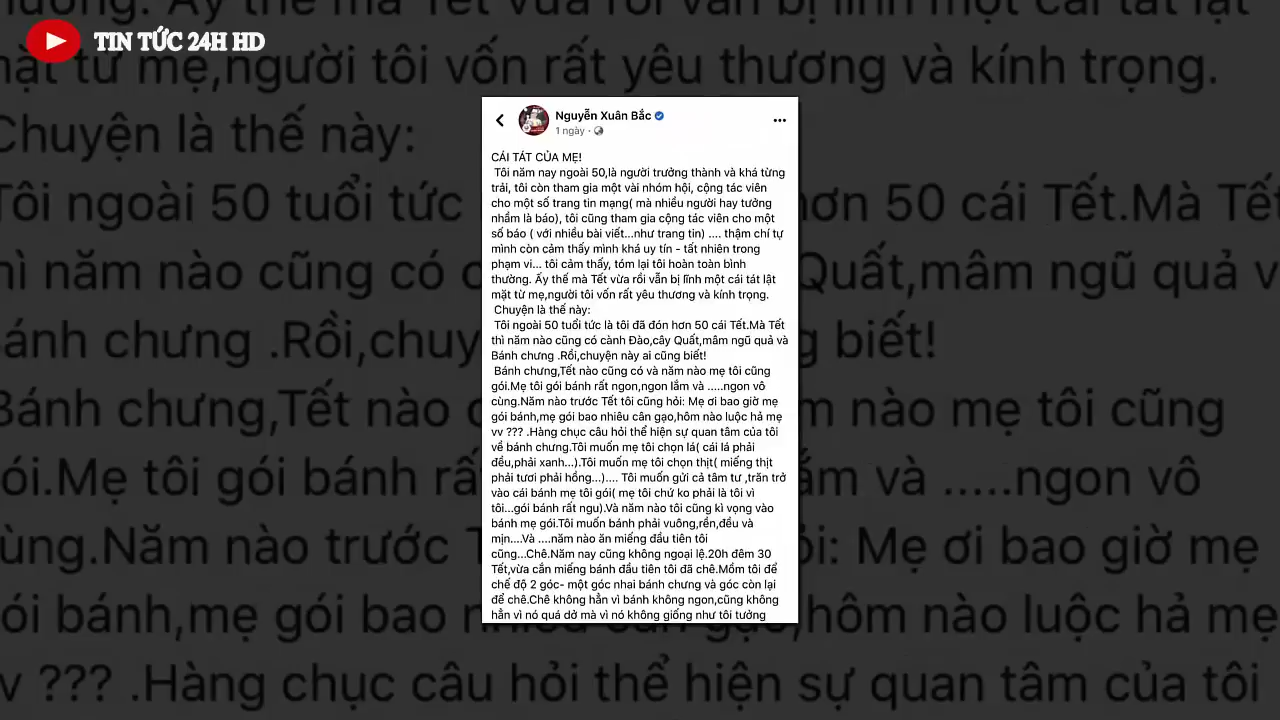 TIN TỨC 24H HD
Nguyễn Xuân Bắc
1 ngày
CÁI TÁT CỦA MẸ!
Tôi năm nay ngoài 50,là người trưởng thành và khá từng
trải, tôi còn tham gia một vài nhóm hội, cộng tác viên
cho một số trang tin mạng( mà nhiều người hay tưởng
nhầm là báo), tôi cũng tham gia cộng tác viên cho một
số báo ( với nhiều bài viết...như trang tin) .... thậm chí tự
mình còn cảm thấy mình khá uy tín - tất nhiên trong
phạm vi... tôi cảm thấy, tóm lại tôi hoàn toàn bình
thường. Ấy thế mà Tết vừa rồi vẫn bị lĩnh một cái tát lật
mặt từ mẹ,người tôi vốn rất yêu thương và kính trọng.
Chuyện là thế này:
Tôi ngoài 50 tuổi tức là tôi đã đón hơn 50 cái Tết.Mà Tết
thì năm nào cũng có cành Đào,cây Quất,mâm ngũ quả và
Bánh chưng .Rồi,chuyện này ai cũng biết!
Bánh chưng,Tết nào cũng có và năm nào mẹ tôi cũng
gói.Mẹ tôi gói bánh rất ngon,ngon lắm và .....ngon vô
cùng.Năm nào trước Tết tôi cũng hỏi: Mẹ ơi bao giờ mẹ
gói bánh,mẹ gói bao nhiêu cân gạo,hôm nào luộc hả mẹ
vv ??? .Hàng chục câu hỏi thể hiện sự quan tâm của tôi
về bánh chưng.Tôi muốn mẹ tôi chọn lá( cái lá phải
đều,phải xanh...).Tôi muốn mẹ tôi chọn thịt( miếng thịt
phải tươi phải hồng...).... Tôi muốn gửi cả tâm tư ,trăn trở
vào cái bánh mẹ tôi gói( mẹ tôi chứ ko phải là tôi vì
tôi...gói bánh rất ngu).Và năm nào tôi cũng kì vọng vào
bánh mẹ gói.Tôi muốn bánh phải vuông,rền,đều và
mịn....Và ....năm nào ăn miếng đầu tiên tôi
cũng...Chê.Năm nay cũng không ngoại lệ.20h đêm 30
Tết,vừa cắn miếng bánh đầu tiên tôi đã chê.Mồm tôi để
chế độ 2 góc- một góc nhai bánh chưng và góc còn lại
để chê.Chê không hẳn vì bánh không ngon,cũng không
hẳn vì nó quá dở mà vì nó không giống như tôi tưởng